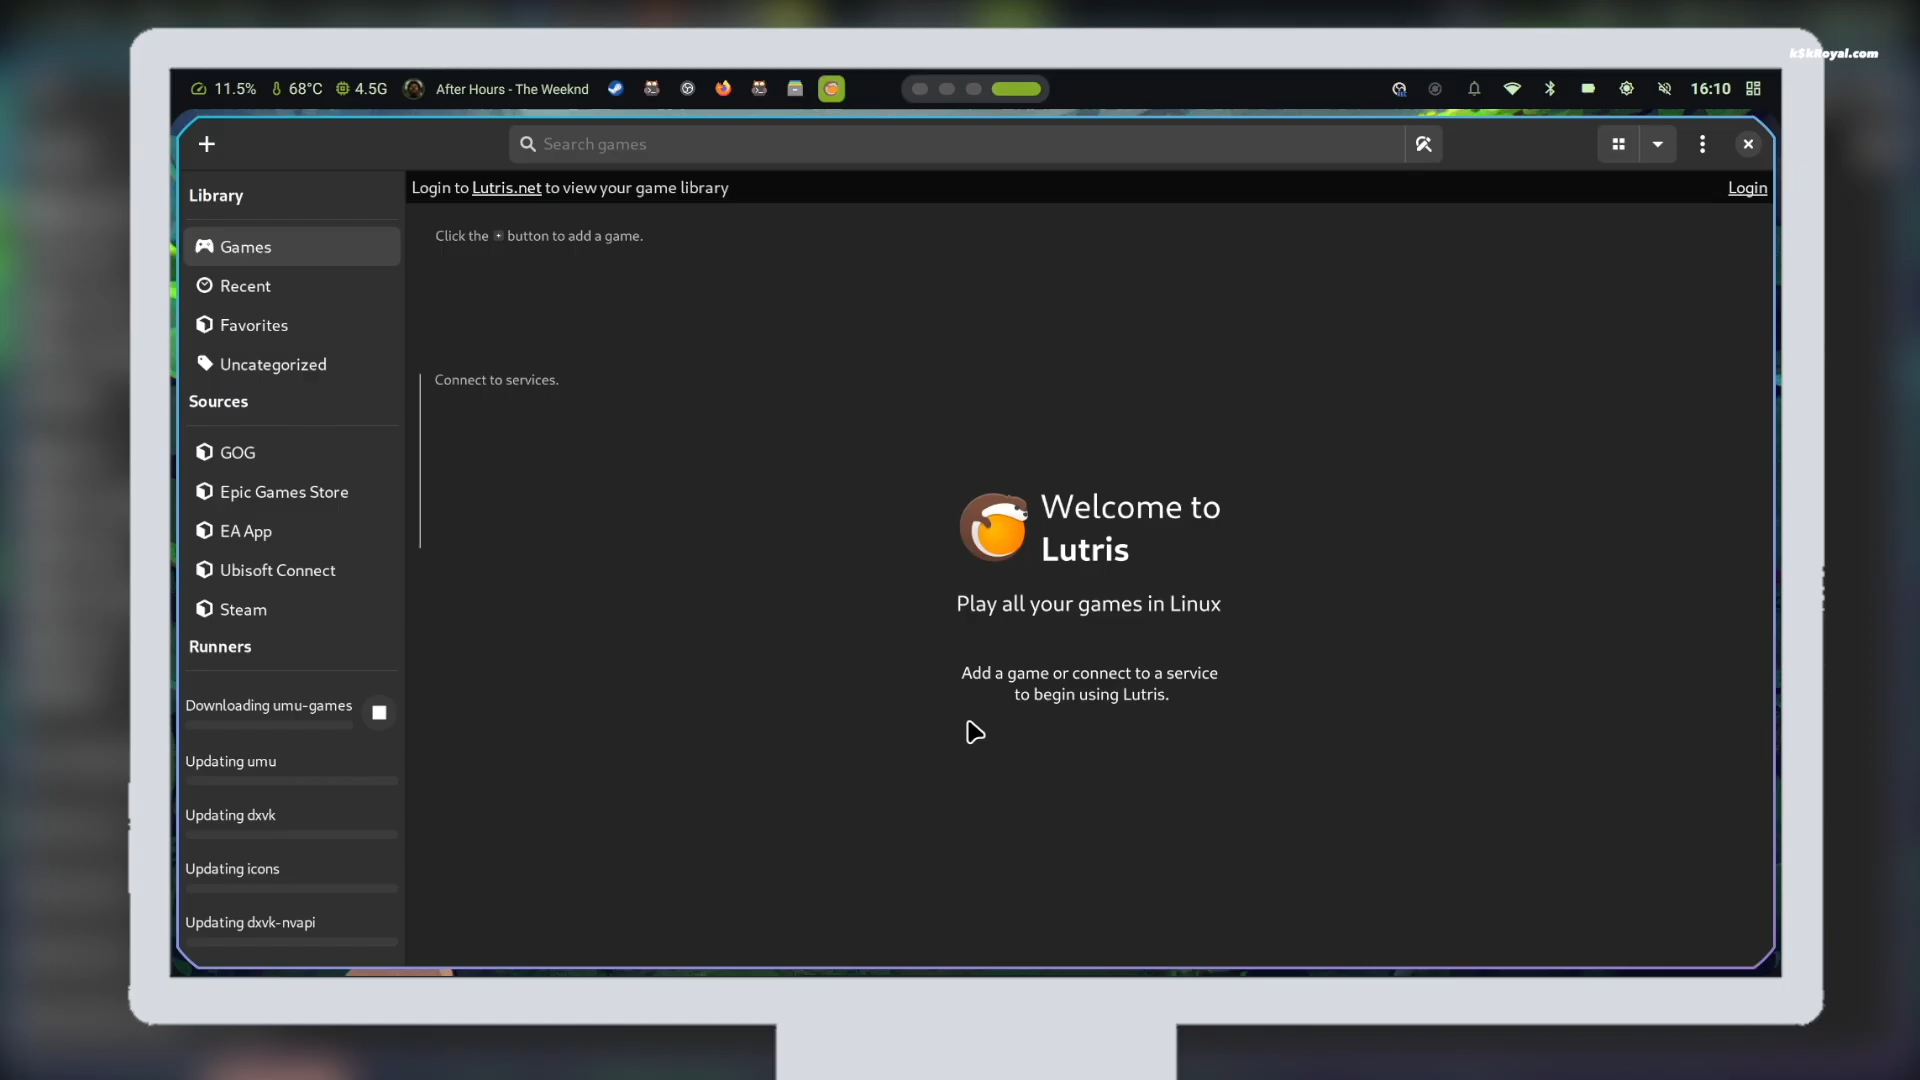 kSkRoyal.com
11.5% 68°C 4.5G After Hours - The Weeknd 16:10
Search games
Library
Login to Lutris.net to view your game library Login
Click the + button to add a game.
Games
Recent
Favorites
Uncategorized
Connect to services.
Sources
GOG
Epic Games Store
EA App
Ubisoft Connect
Steam
Welcome to
Lutris
Play all your games in Linux
Add a game or connect to a service
to begin using Lutris.
Runners
Downloading umu-games
Updating umu
Updating dxvk
Updating icons
Updating dxvk-nvapi